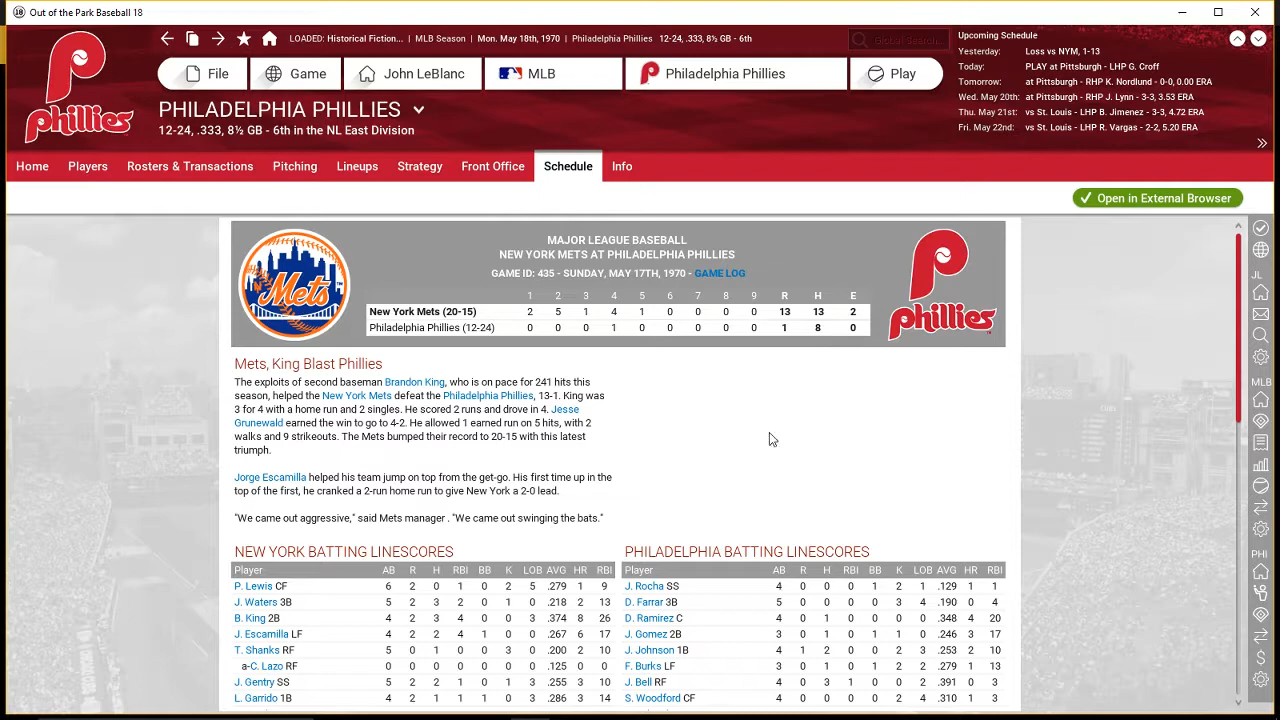 Out of the Park Baseball 18
LOADED: Historical Fiction... | MLB Season | Mon. May 18th, 1970 | Philadelphia Phillies 12-24, .333, 8½ GB - 6th
Global Search...
File
Game
John LeBlanc
MLB
Philadelphia Phillies
Play
Phillies
PHILADELPHIA PHILLIES
12-24, .333, 8½ GB - 6th in the NL East Division
Upcoming Schedule
Yesterday: Loss vs NYM, 1-13
Today: PLAY at Pittsburgh - LHP G. Croff
Tomorrow: at Pittsburgh - RHP K. Nordlund - 0-0, 0.00 ERA
Wed. May 20th: at Pittsburgh - RHP J. Lynn - 3-3, 3.53 ERA
Thu. May 21st: vs St. Louis - LHP B. Jimenez - 3-3, 4.72 ERA
Fri. May 22nd: vs St. Louis - LHP R. Vargas - 2-2, 5.20 ERA
Home Players Rosters & Transactions Pitching Lineups Strategy Front Office Schedule Info
Open in External Browser
Mets
MAJOR LEAGUE BASEBALL
NEW YORK METS AT PHILADELPHIA PHILLIES
GAME ID: 435 - SUNDAY, MAY 17TH, 1970 - GAME LOG
1 2 3 4 5 6 7 8 9 R H E
New York Mets (20-15) 2 5 1 4 1 0 0 0 0 13 13 2
Philadelphia Phillies (12-24) 0 0 0 1 0 0 0 0 0 1 8 0
Phillies
Mets, King Blast Phillies
The exploits of second baseman Brandon King, who is on pace for 241 hits this
season, helped the New York Mets defeat the Philadelphia Phillies, 13-1. King was
3 for 4 with a home run and 2 singles. He scored 2 runs and drove in 4. Jesse
Grunewald earned the win to go to 4-2. He allowed 1 earned run on 5 hits, with 2
walks and 9 strikeouts. The Mets bumped their record to 20-15 with this latest
triumph.
Jorge Escamilla helped his team jump on top from the get-go. His first time up in the
top of the first, he cranked a 2-run home run to give New York a 2-0 lead.
"We came out aggressive," said Mets manager . "We came out swinging the bats."
NEW YORK BATTING LINESCORES
Player AB R H RBI BB K LOB AVG HR RBI
P. Lewis CF 6 2 0 1 0 2 5 .279 1 9
J. Waters 3B 5 2 3 2 0 1 0 .218 2 13
B. King 2B 4 2 3 4 0 0 0 .374 8 26
J. Escamilla LF 4 2 2 4 1 0 0 .267 6 17
T. Shanks RF 5 0 1 0 0 3 4 .200 2 10
a-C. Lazo RF 0 0 0 0 0 0 0 .125 0 0
J. Gentry SS 5 2 2 1 0 1 3 .255 3 10
L. Garrido 1B 4 2 1 1 1 0 3 .286 3 14
PHILADELPHIA BATTING LINESCORES
Player AB R H RBI BB K LOB AVG HR RBI
J. Rocha SS 4 0 0 0 1 2 1 .129 1 1
D. Farrar 3B 5 0 0 0 0 3 4 .190 0 4
D. Ramirez C 4 0 1 0 0 0 0 .348 4 20
J. Gomez 2B 3 0 1 0 1 1 0 .246 3 17
J. Johnson 1B 4 1 2 0 0 2 3 .253 2 10
F. Burks LF 3 0 1 0 1 2 2 .279 1 13
J. Bell RF 4 0 3 1 0 0 2 .391 0 3
S. Woodford CF 4 0 0 0 0 2 4 .310 1 3
JL
MLB
PHI